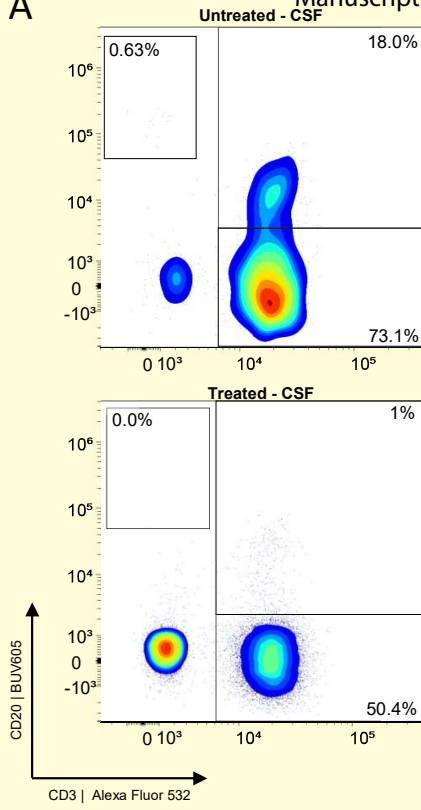 A
Manuscript
Untreated - CSF
0.63%
18.0%
10⁶
10⁵
10⁴
10³
0
-10³
73.1%
0 10³ 10⁴ 10⁵
Treated - CSF
0.0%
1%
10⁶
10⁵
10⁴
10³
0
-10³
50.4%
0 10³ 10⁴ 10⁵
CD20 | BUV605
CD3 | Alexa Fluor 532